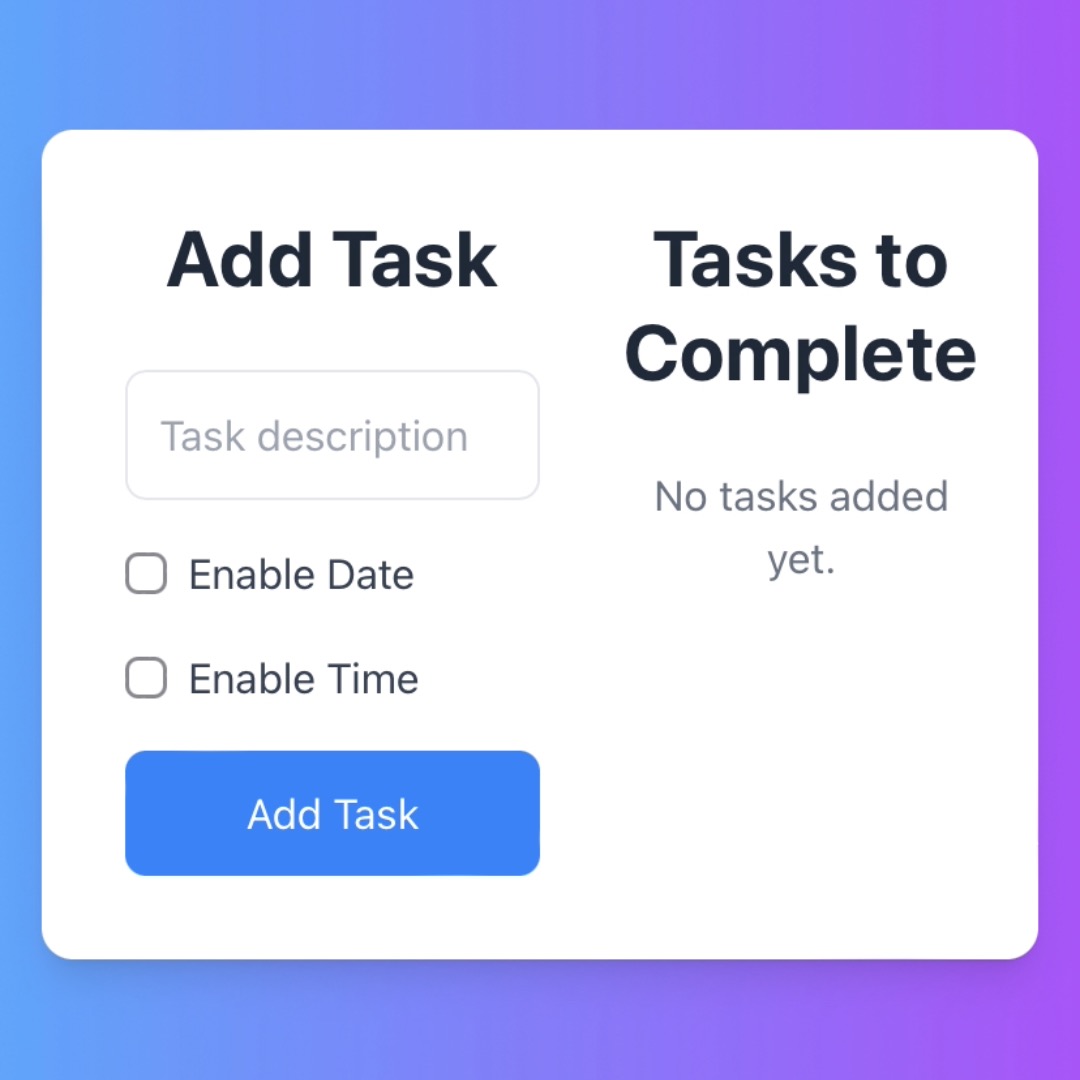 Add Task
Task description
Enable Date
Enable Time
Add Task
Tasks to
Complete
No tasks added
yet.